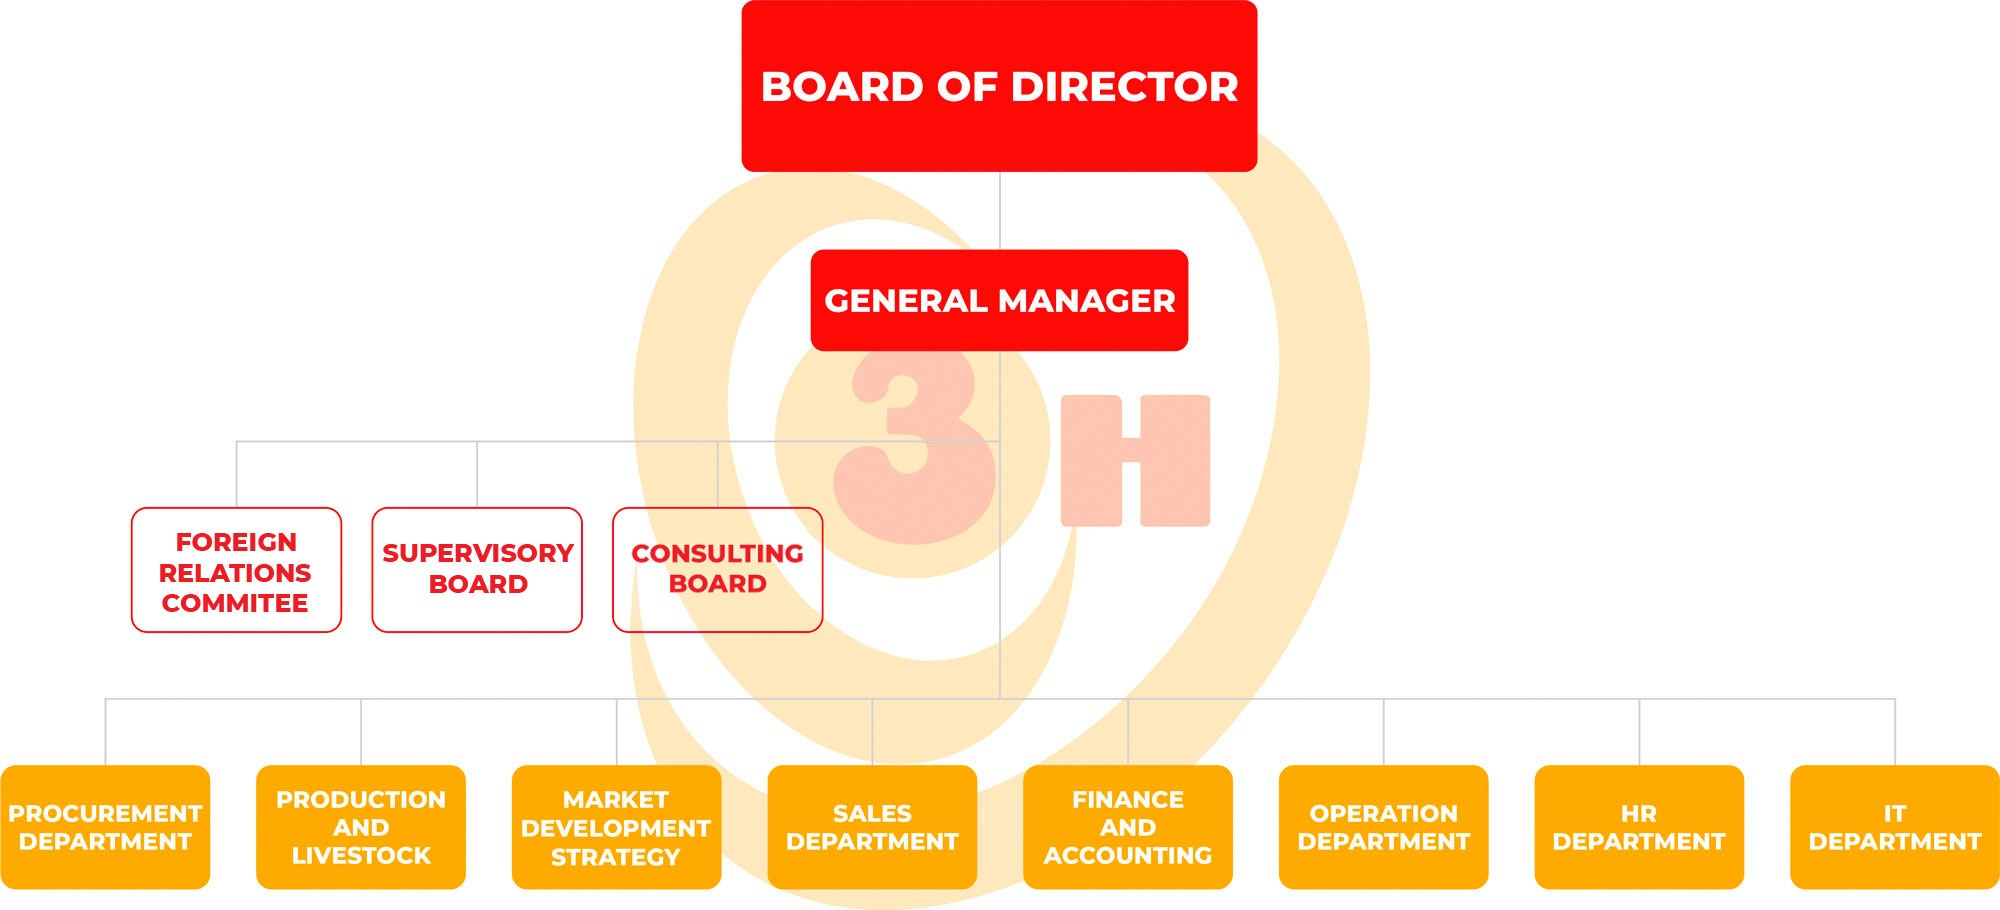 BOARD OF DIRECTOR
GENERAL MANAGER
3H
FOREIGN
RELATIONS
COMMITEE
SUPERVISORY
BOARD
CONSULTING
BOARD
PROCUREMENT
DEPARTMENT
PRODUCTION
AND
LIVESTOCK
MARKET
DEVELOPMENT
STRATEGY
SALES
DEPARTMENT
FINANCE
AND
ACCOUNTING
OPERATION
DEPARTMENT
HR
DEPARTMENT
IT
DEPARTMENT